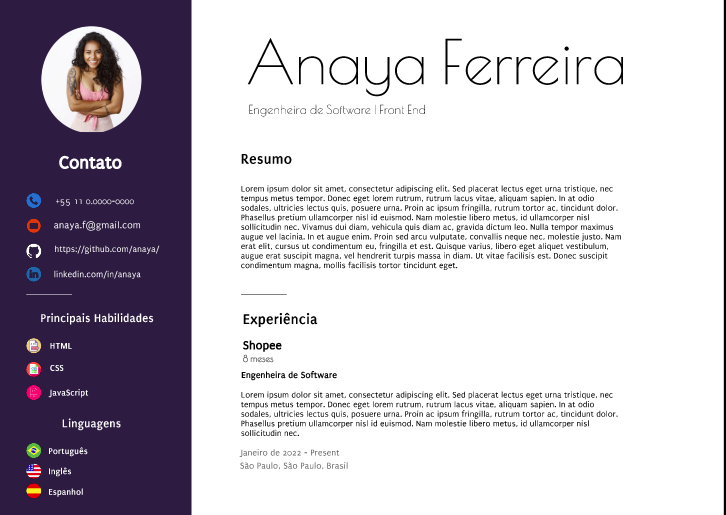 Contato
+55 11 0.0000-0000
anaya.f@gmail.com
https://github.com/anaya/
linkedin.com/in/anaya
Principais Habilidades
HTML
CSS
JavaScript
Linguagens
Português
Inglês
Espanhol
Anaya Ferreira
Engenheira de Software | Front End
Resumo
Lorem ipsum dolor sit amet, consectetur adipiscing elit. Sed placerat lectus eget urna tristique, nec
tempus metus tempor. Donec eget lorem rutrum, rutrum lacus vitae, aliquam sapien. In at odio
sodales, ultricies lectus quis, posuere urna. Proin ac ipsum fringilla, rutrum tortor ac, tincidunt dolor.
Phasellus pretium ullamcorper nisl id euismod. Nam molestie libero metus, id ullamcorper nisl
sollicitudin nec. Vivamus dui diam, vehicula quis diam ac, gravida dictum leo. Nulla tempor maximus
augue vel lacinia. In et augue enim. Proin sed arcu vulputate, convallis neque nec, molestie justo. Nam
erat elit, cursus ut condimentum eu, fringilla et est. Quisque varius, libero eget aliquet vestibulum,
augue erat suscipit magna, vel hendrerit turpis massa in diam. Ut vitae facilisis est. Donec suscipit
condimentum magna, mollis facilisis tortor tincidunt eget.
Experiência
Shopee
8 meses
Engenheira de Software
Lorem ipsum dolor sit amet, consectetur adipiscing elit. Sed placerat lectus eget urna tristique, nec
tempus metus tempor. Donec eget lorem rutrum, rutrum lacus vitae, aliquam sapien. In at odio
sodales, ultricies lectus quis, posuere urna. Proin ac ipsum fringilla, rutrum tortor ac, tincidunt dolor.
Phasellus pretium ullamcorper nisl id euismod. Nam molestie libero metus, id ullamcorper nisl
sollicitudin nec.
Janeiro de 2022 - Present
São Paulo, São Paulo, Brasil